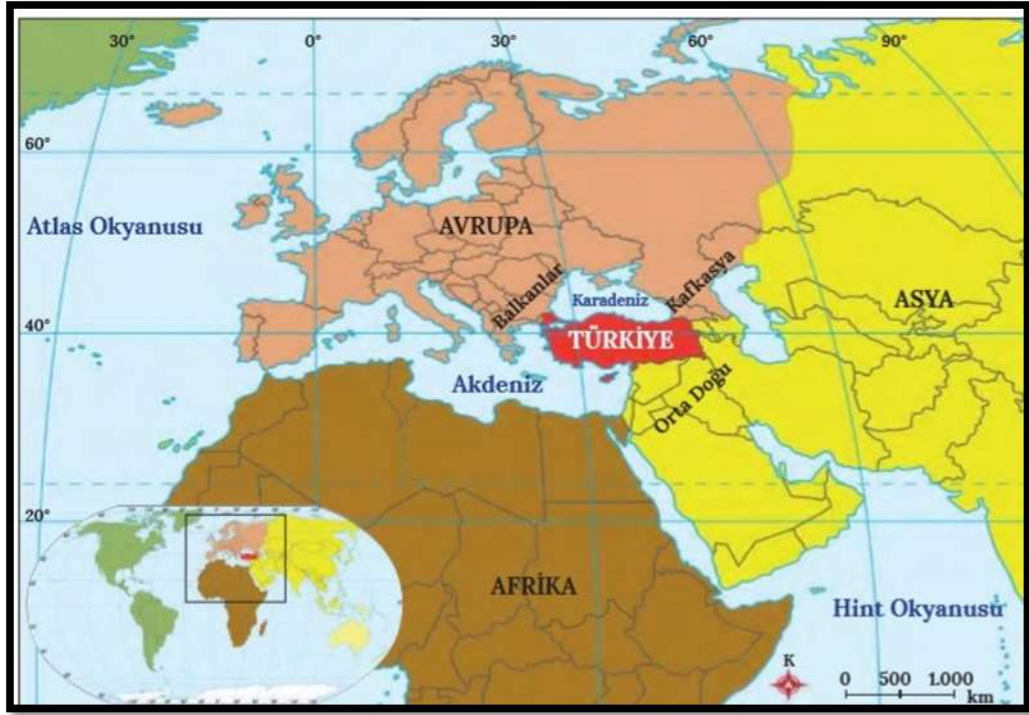 30° 0° 30° 60° 90°
60°
Atlas Okyanusu
AVRUPA
Balkanlar
Karadeniz
Kafkasya
ASYA
40°
TÜRKİYE
Akdeniz
Orta Doğu
20°
AFRİKA
Hint Okyanusu
K
0 500 1.000
km